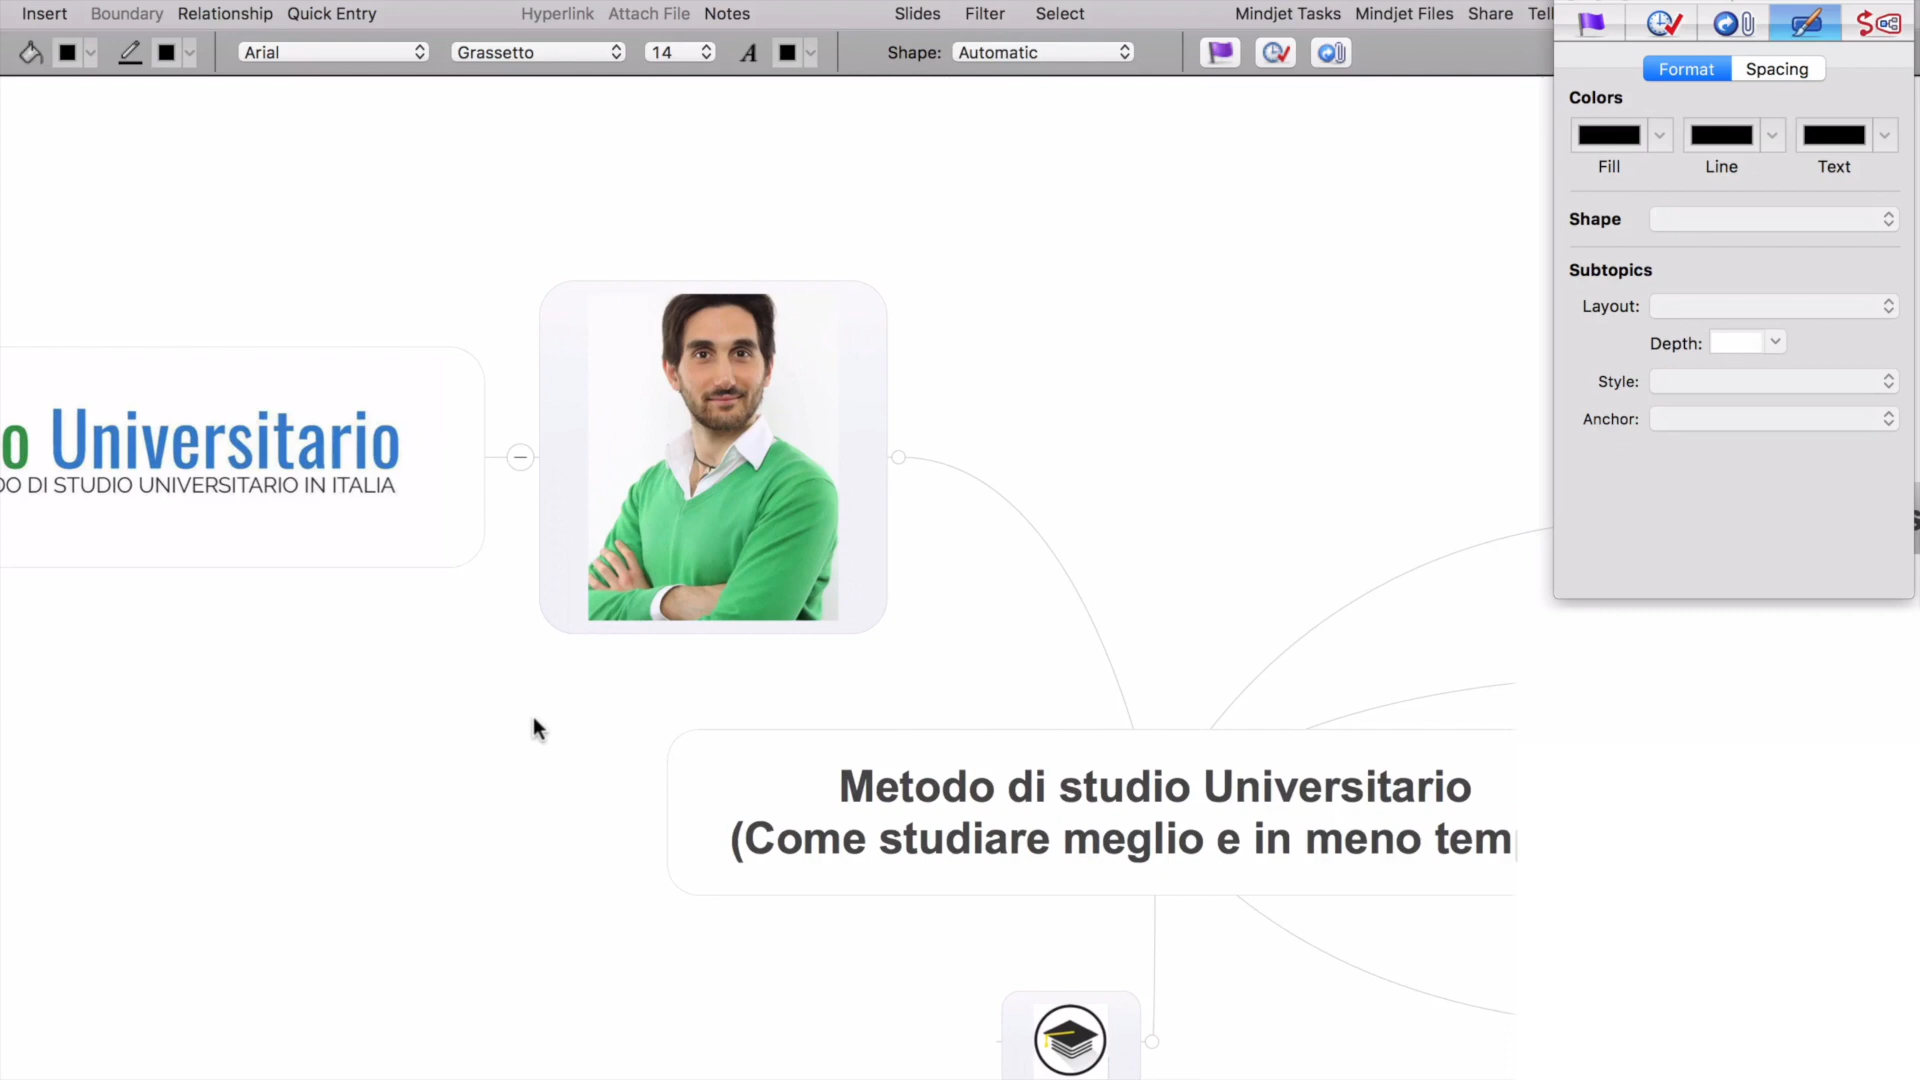 Insert
Boundary
Relationship
Quick Entry
Hyperlink
Attach File
Notes
Slides
Filter
Select
Mindjet Tasks
Mindjet Files
Share
Arial
Grassetto
14
A
Shape:
Automatic
Format
Spacing
Colors
Fill
Line
Text
Shape
Subtopics
Layout:
Depth:
Style:
Anchor:
o Universitario
DO DI STUDIO UNIVERSITARIO IN ITALIA
Metodo di studio Universitario
(Come studiare meglio e in meno tem